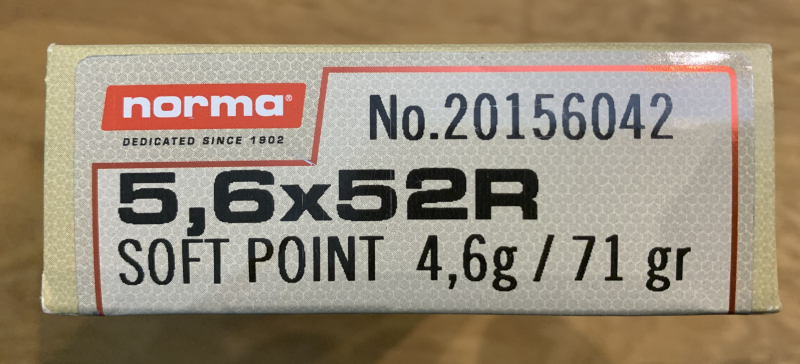 norma®
DEDICATED SINCE 1902
No.20156042
5,6x52R
SOFT POINT 4,6g / 71 gr